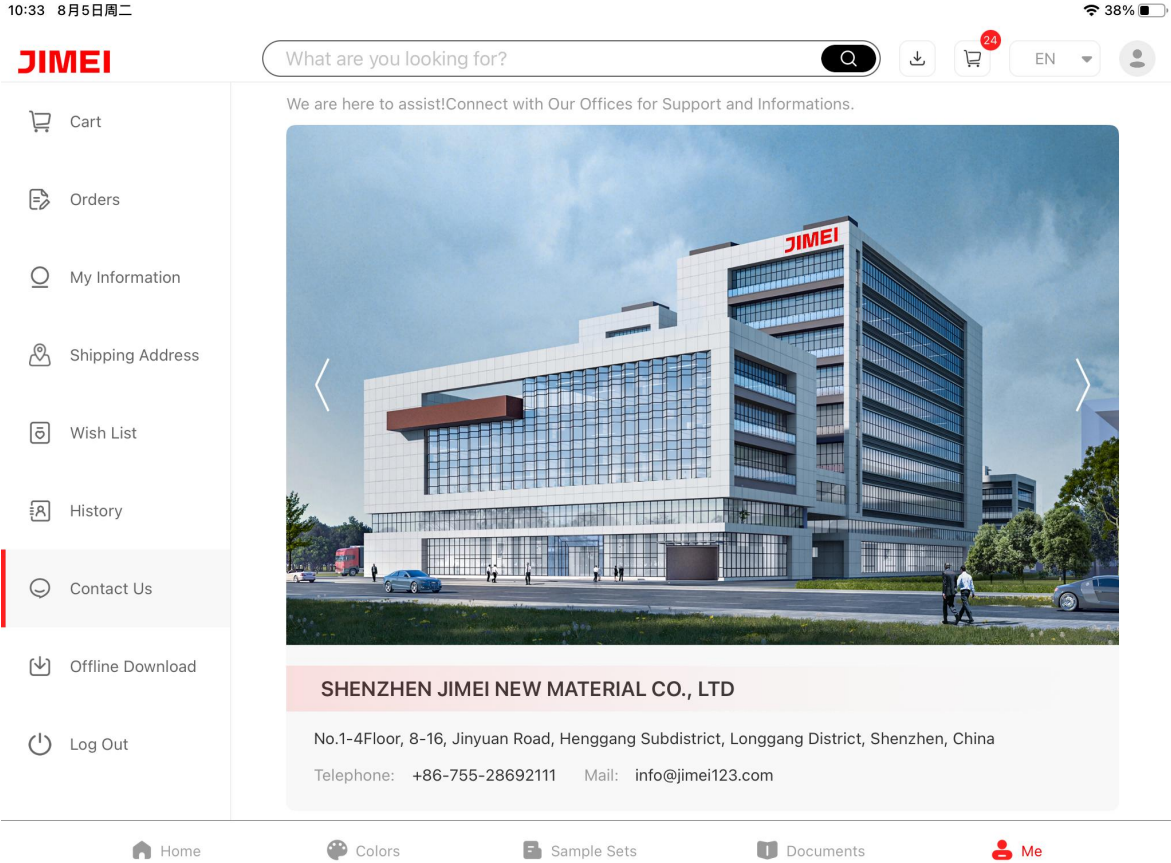 10:33 8月5日周二
38%
JIMEI
What are you looking for?
24
EN
Cart
Orders
My Information
Shipping Address
Wish List
History
Contact Us
Offline Download
Log Out
We are here to assist!Connect with Our Offices for Support and Informations.
JIMEI
SHENZHEN JIMEI NEW MATERIAL CO., LTD
No.1-4Floor, 8-16, Jinyuan Road, Henggang Subdistrict, Longgang District, Shenzhen, China
Telephone: +86-755-28692111 Mail: info@jimei123.com
Home
Colors
Sample Sets
Documents
Me